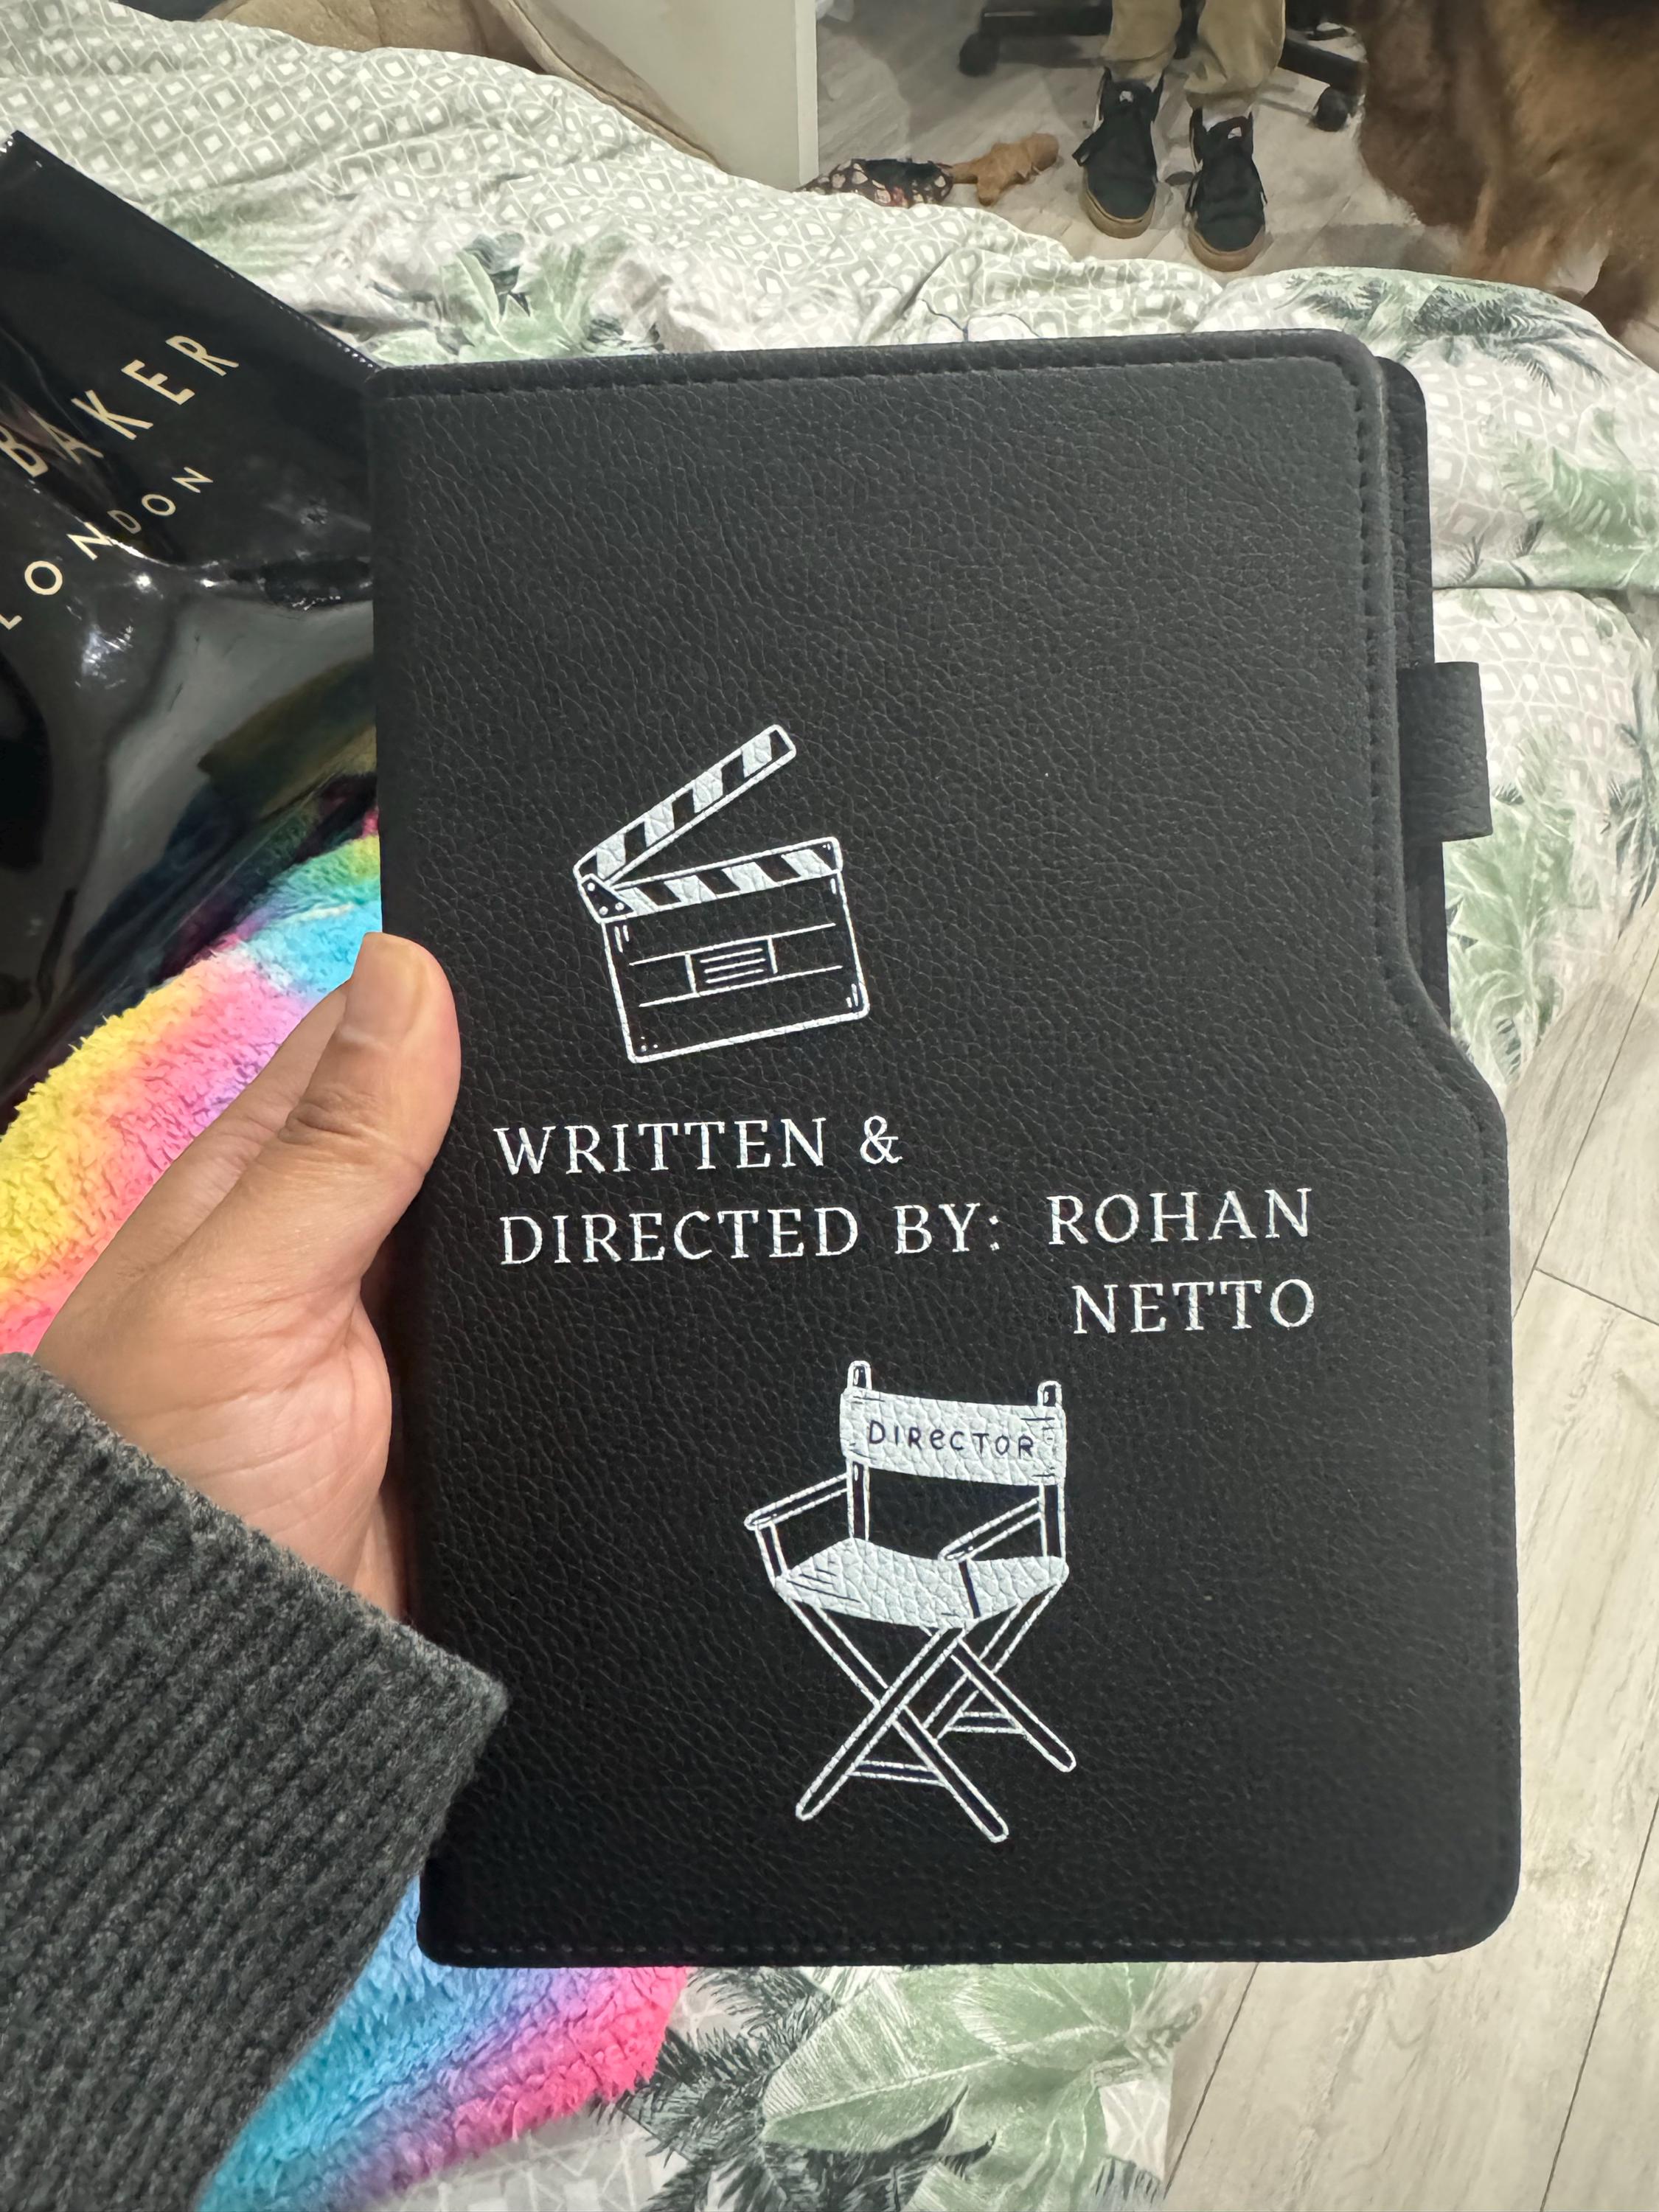 BAKER
LONDON
WRITTEN &
DIRECTED BY: ROHAN
NETTO
DIReCTOR